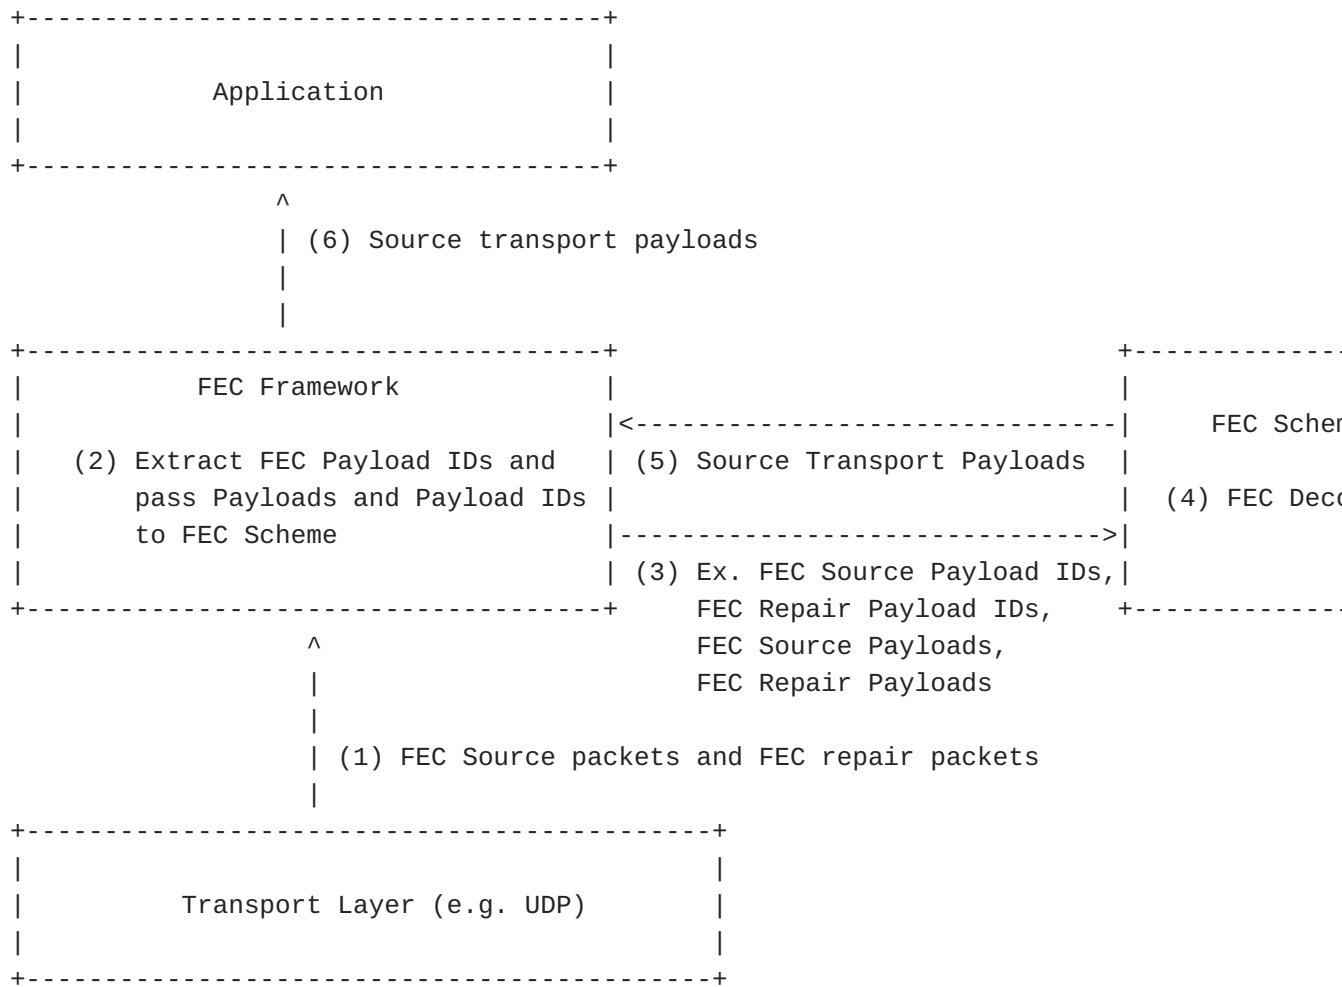 Application
(6) Source transport payloads
FEC Framework
FEC
(2) Extract FEC Payload IDs and
pass Payloads and Payload IDs
to FEC Scheme
(5) Source Transport Payloads
(4) FEC
(3) Ex. FEC Source Payload IDs,
FEC Repair Payload IDs,
FEC Source Payloads,
FEC Repair Payloads
(1) FEC Source packets and FEC repair packets
Transport Layer (e.g. UDP)